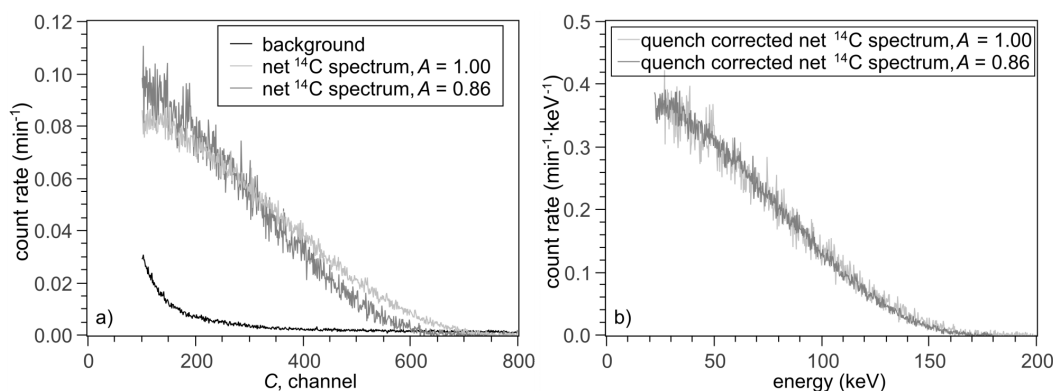 0.12
0.10
0.08
0.06
0.04
0.02
0.00
count rate (min⁻¹)
background
net ¹⁴C spectrum, A = 1.00
net ¹⁴C spectrum, A = 0.86
a)
0 200 400 600 800
C, channel
0.5
0.4
0.3
0.2
0.1
0.0
count rate (min⁻¹·keV⁻¹)
quench corrected net ¹⁴C spectrum, A = 1.00
quench corrected net ¹⁴C spectrum, A = 0.86
b)
0 50 100 150 200
energy (keV)